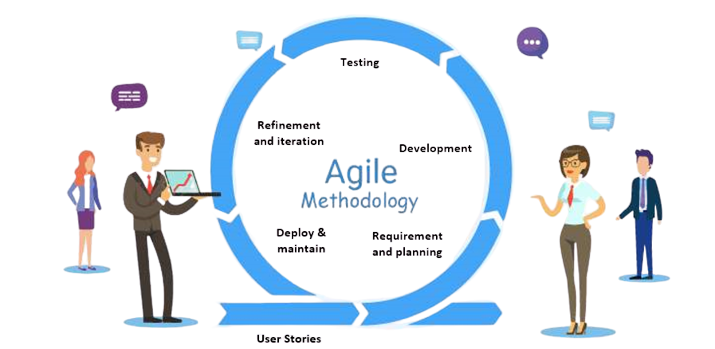 Testing
Refinement
and iteration
Development
Agile
Methodology
Deploy &
maintain
Requirement
and planning
User Stories